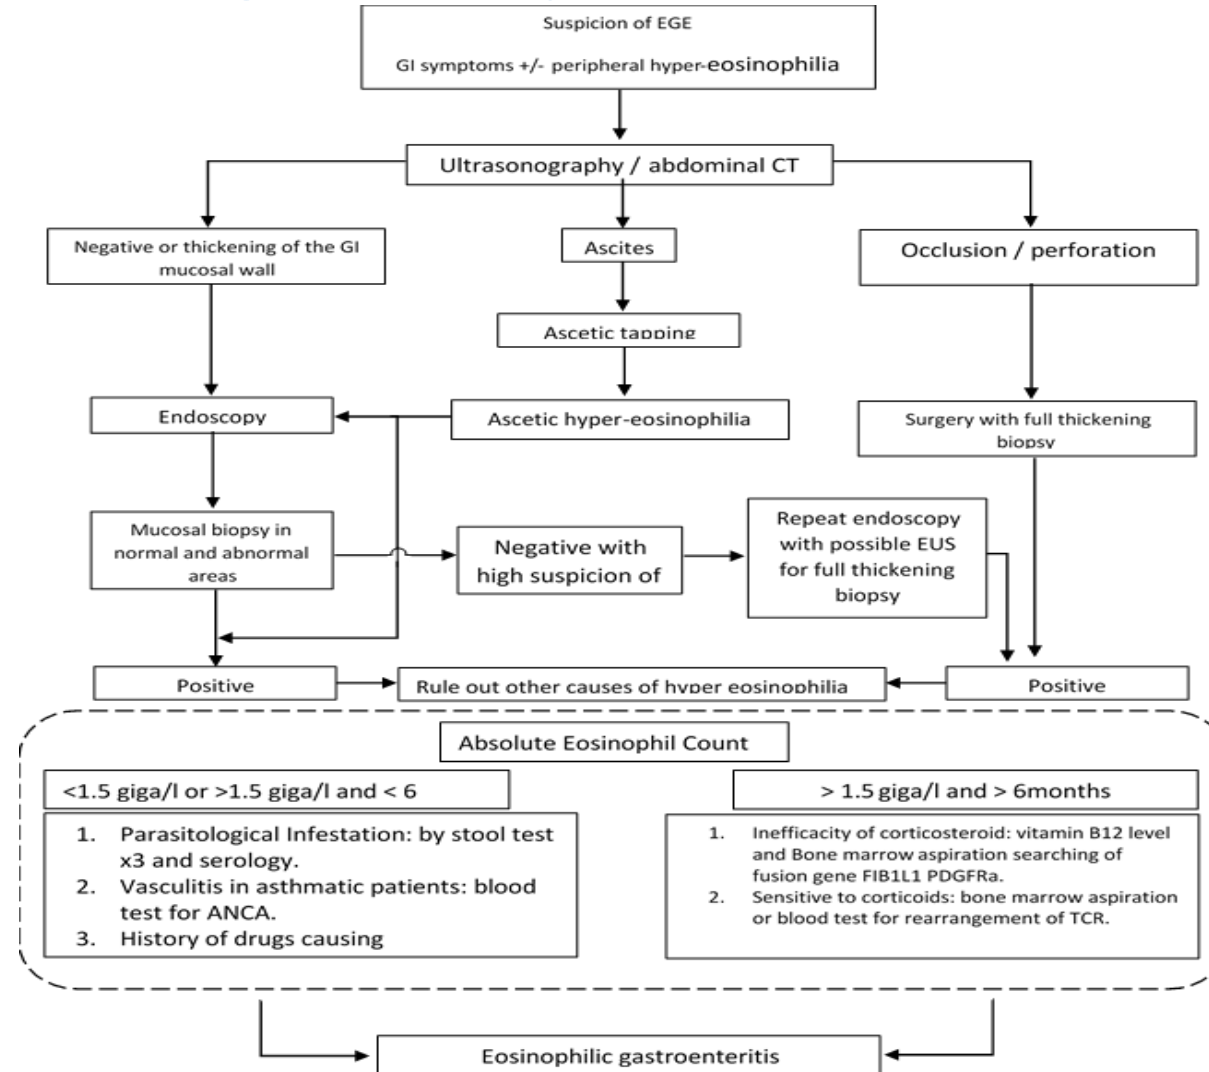 Suspicion of EGE
GI symptoms +/- peripheral hyper-eosinophilia
Ultrasonography / abdominal CT
Negative or thickening of the GI
mucosal wall
Ascites
Occlusion / perforation
Ascetic tapping
Endoscopy
Ascetic hyper-eosinophilia
Surgery with full thickening
biopsy
Mucosal biopsy in
normal and abnormal
areas
Negative with
high suspicion of
Repeat endoscopy
with possible EUS
for full thickening
biopsy
Positive
Rule out other causes of hyper eosinophilia
Positive
Absolute Eosinophil Count
<1.5 giga/l or >1.5 giga/l and < 6
1. Parasitological Infestation: by stool test
x3 and serology.
2. Vasculitis in asthmatic patients: blood
test for ANCA.
3. History of drugs causing
> 1.5 giga/l and > 6months
1. Inefficacity of corticosteroid: vitamin B12 level
and Bone marrow aspiration searching of
fusion gene FIB1L1 PDGFRa.
2. Sensitive to corticoids: bone marrow aspiration
or blood test for rearrangement of TCR.
Eosinophilic gastroenteritis